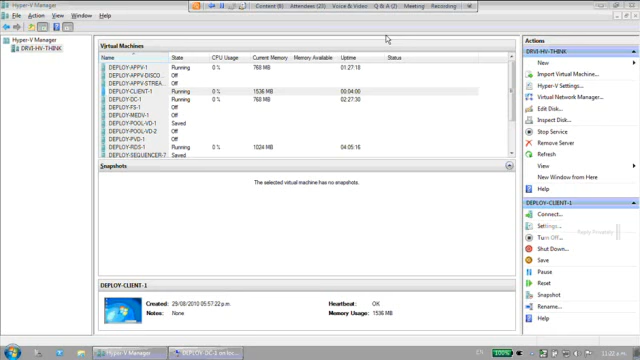 Hyper-V Manager
Content (6) Attendees (25) Voice & Video Q & A (2) Meeting Recording
File Action View Window Help
Hyper-V Manager
DRVI-HV-THINK
Virtual Machines
Name State CPU Usage Current Memory Memory Available Uptime Status
DEPLOY-APPV-1 Running 0 % 768 MB 01:27:18
DEPLOY-APPV-DISCO... Off
DEPLOY-APPV-STREA... Off
DEPLOY-CLIENT-1 Running 0 % 1536 MB 00:04:00
DEPLOY-DC-1 Running 0 % 768 MB 02:27:30
DEPLOY-FS-1 Off
DEPLOY-MEDV-1 Off
DEPLOY-POOL-VD-1 Saved
DEPLOY-POOL-VD-2 Off
DEPLOY-PVD-1 Off
DEPLOY-RDS-1 Running 0 % 1024 MB 04:05:16
DEPLOY-SEQUENCER-7 Saved
Snapshots
The selected virtual machine has no snapshots.
DEPLOY-CLIENT-1
Created: 29/08/2010 05:57:22 p.m. Heartbeat: OK
Notes: None Memory Usage: 1536 MB
Actions
DRVI-HV-THINK
New
Import Virtual Machine...
Hyper-V Settings...
Virtual Network Manager...
Edit Disk...
Inspect Disk...
Stop Service
Remove Server
Refresh
View
New Window from Here
Help
DEPLOY-CLIENT-1
Connect...
Settings...
Turn Off...
Shut Down...
Save
Pause
Reset
Snapshot
Rename...
Help
Hyper-V Manager DEPLOY-DC-1 on loc... EN 100% 11:02 a.m.